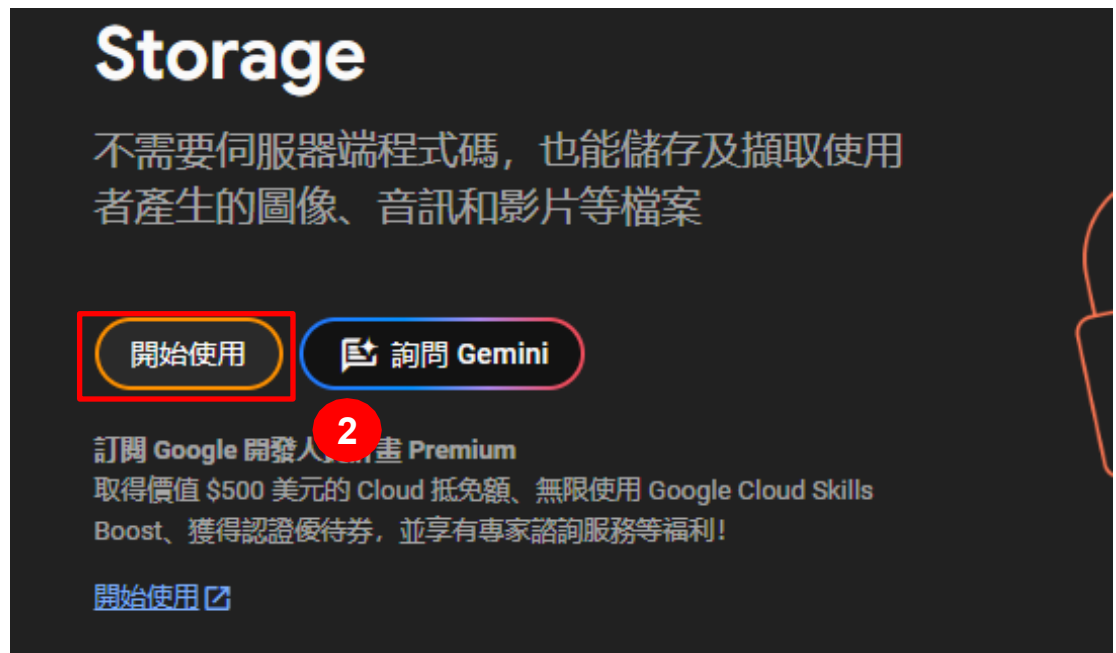 Storage
不需要伺服器端程式碼，也能儲存及擷取使用
者產生的圖像、音訊和影片等檔案
開始使用 詢問 Gemini
2
訂閱 Google 開發人 計畫 Premium
取得價值 $500 美元的 Cloud 抵免額、無限使用 Google Cloud Skills
Boost、獲得認證優待券，並享有專家諮詢服務等福利！
開始使用